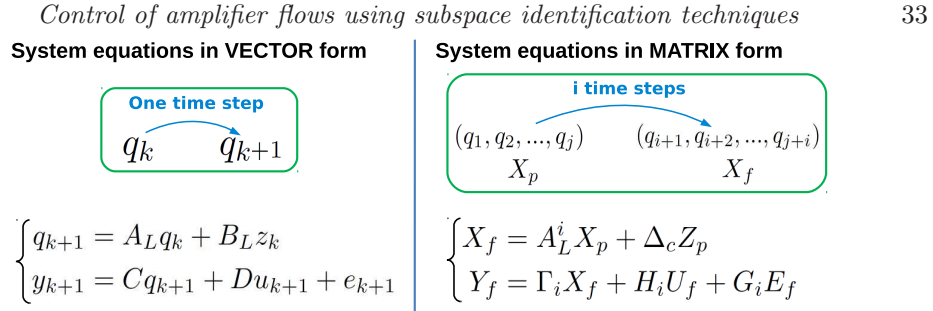 Control of amplifier flows using subspace identification techniques 33
System equations in VECTOR form
One time step
q_k q_{k+1}
{ q_{k+1} = A_L q_k + B_L z_k
y_{k+1} = Cq_{k+1} + Du_{k+1} + e_{k+1}
System equations in MATRIX form
i time steps
(q_1, q_2, ..., q_j) (q_{i+1}, q_{i+2}, ..., q_{j+i})
X_p X_f
{ X_f = A_L^i X_p + Δ_c Z_p
Y_f = Γ_i X_f + H_i U_f + G_i E_f